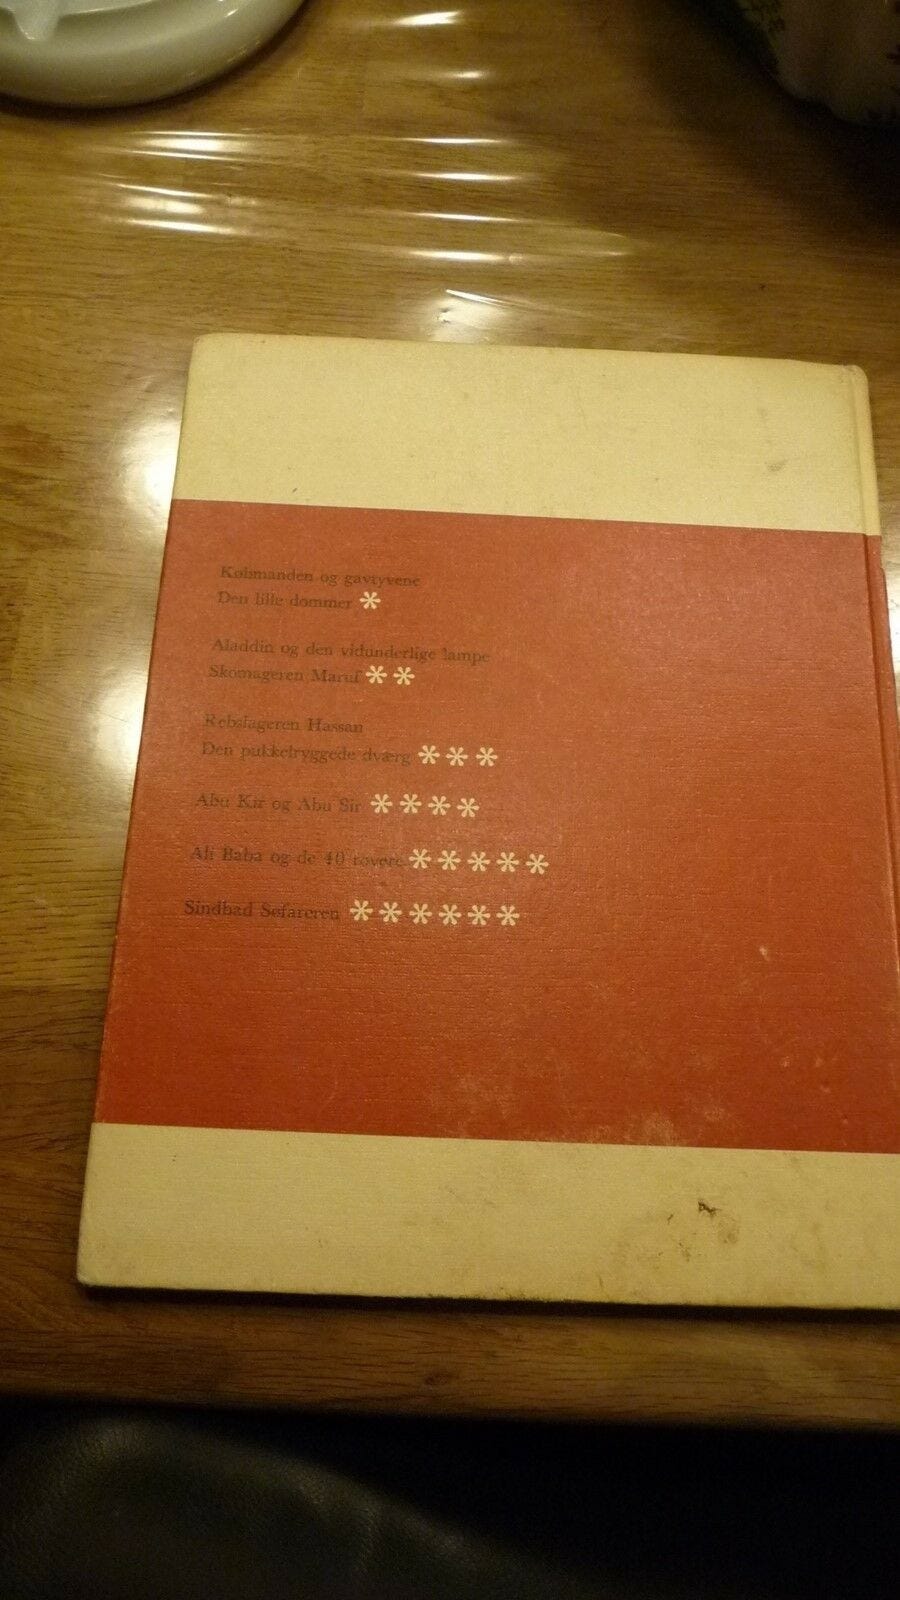 Købmanden og gavtyvene
Den lille dommer *
Aladdin og den vidunderlige lampe
Skomageren Maruf * *
Rebslageren Hassan
Den pukkelryggede dværg * * *
Abu Kir og Abu Sir * * * *
Ali Baba og de 40 røvere * * * * *
Sindbad Søfareren * * * * * *